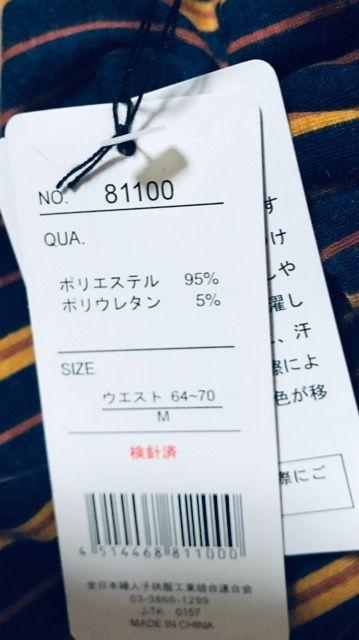 NO. 81100
QUA.
ポリエステル 95%
ポリウレタン 5%
SIZE
ウエスト 64~70
M
検針済
4 514468 811000
全日本婦人子供服工業組合連合会
03-3866-1299
J-TK 0157
MADE IN CHINA
す
け
しや
濯し
、汗
際によ
色が移
際にご